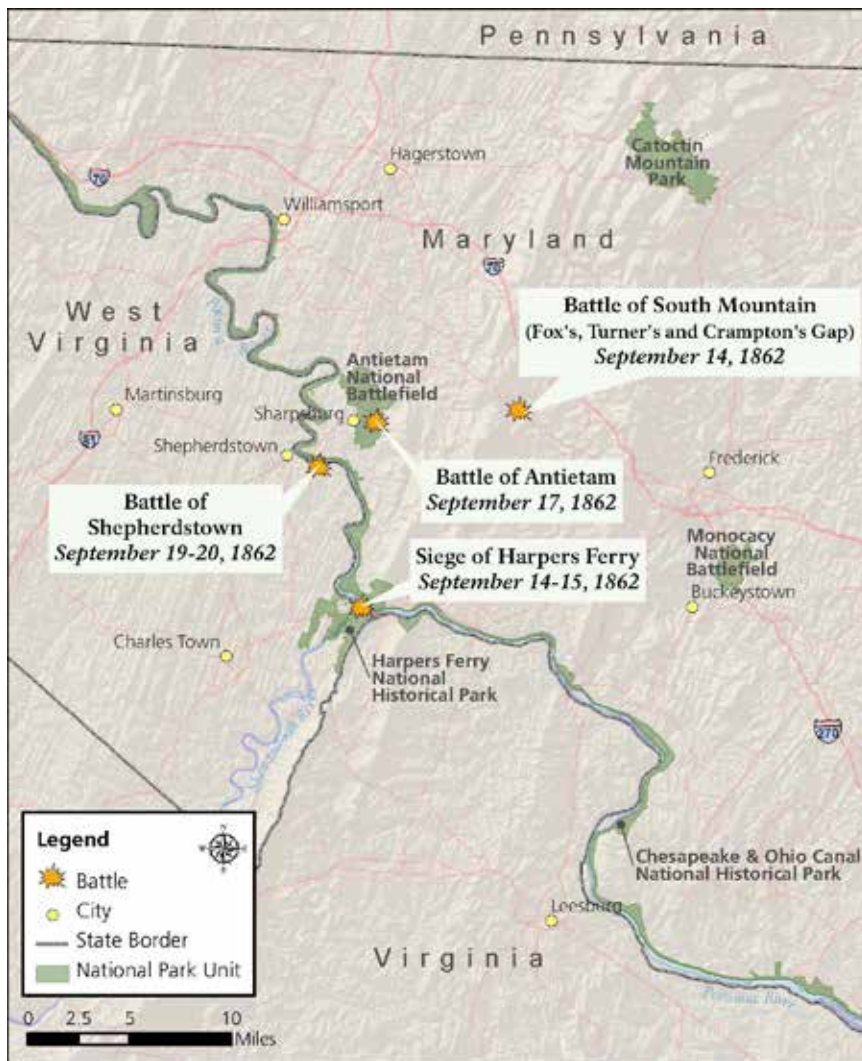 Pennsylvania
Catoctin
Mountain
Park
Hagerstown
70
Williamsport
Maryland
70
West
Virginia
Battle of South Mountain
(Fox's, Turner's and Crampton's Gap)
September 14, 1862
Antietam
National
Battlefield
Martinsburg
Sharpsburg
81
Shepherdstown
Frederick
Battle of Antietam
September 17, 1862
Battle of
Shepherdstown
September 19-20, 1862
Monocacy
National
Battlefield
Siege of Harpers Ferry
September 14-15, 1862
Buckeystown
Charles Town
Harpers Ferry
National
Historical Park
270
Legend
Battle
City
State Border
National Park Unit
Chesapeake & Ohio Canal
National Historical Park
Leesburg
Virginia
Potomac River
0 2.5 5 10
Miles